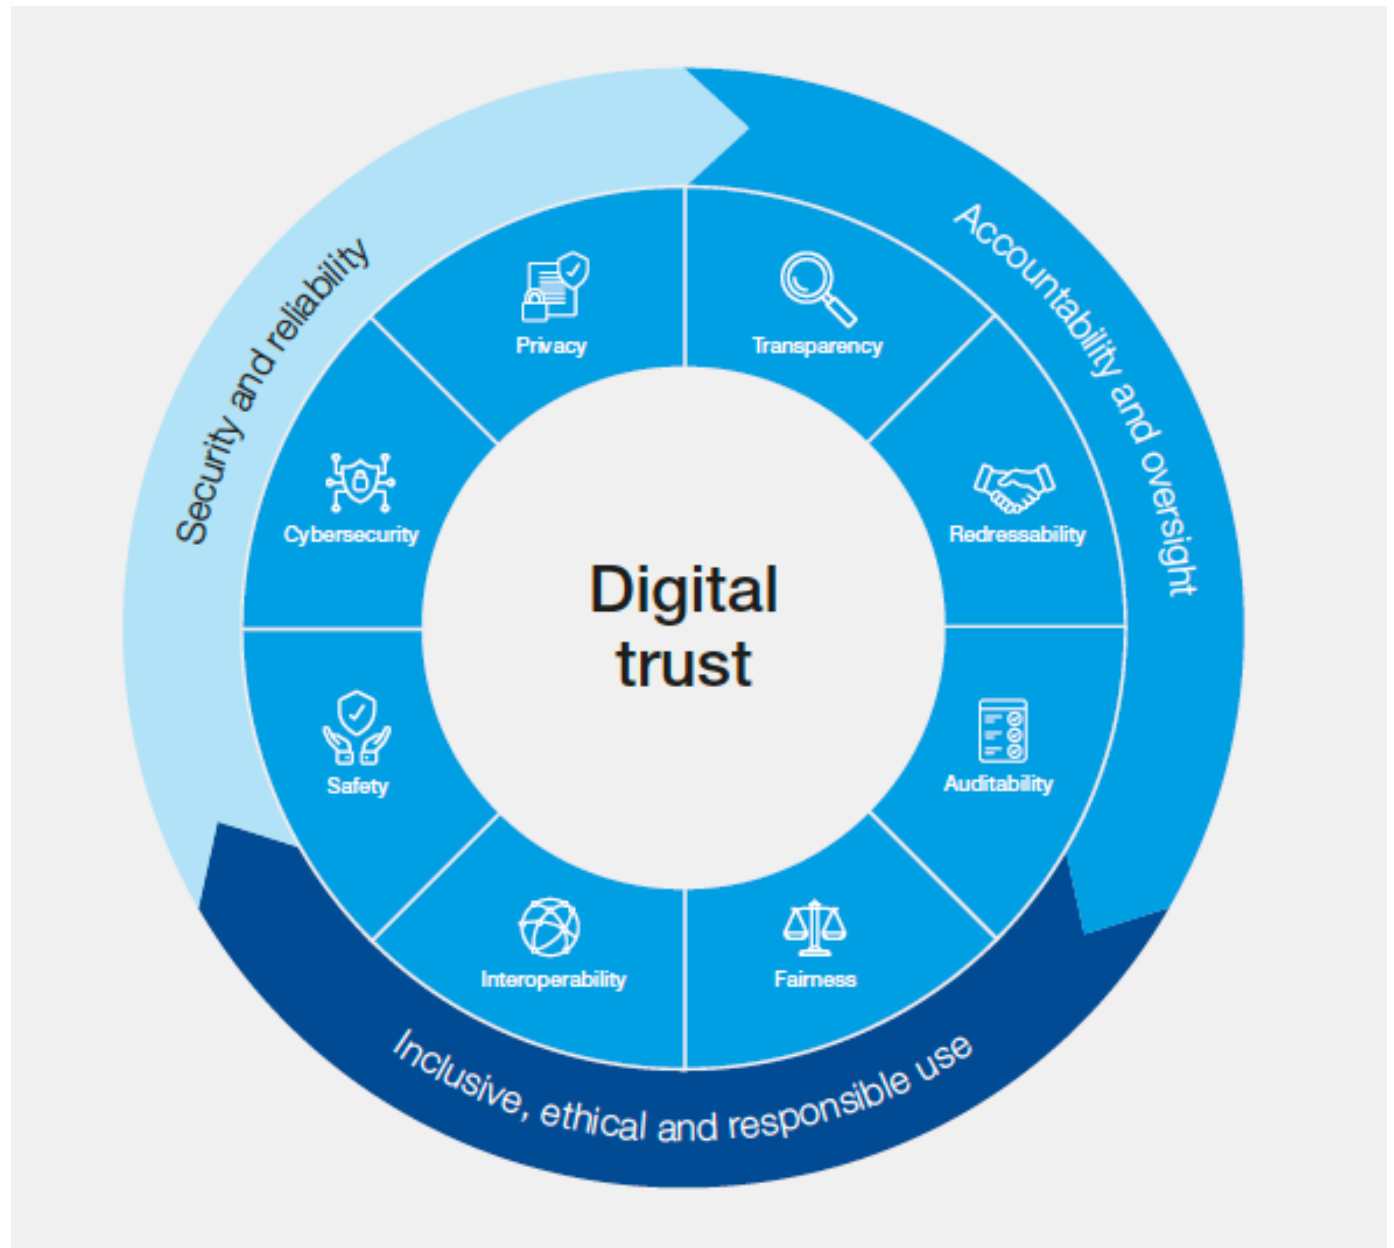 Security and reliability
Accountability and oversight
Privacy
Transparency
Cybersecurity
Redressability
Digital
trust
Safety
Auditability
Interoperability
Fairness
Inclusive, ethical and responsible use